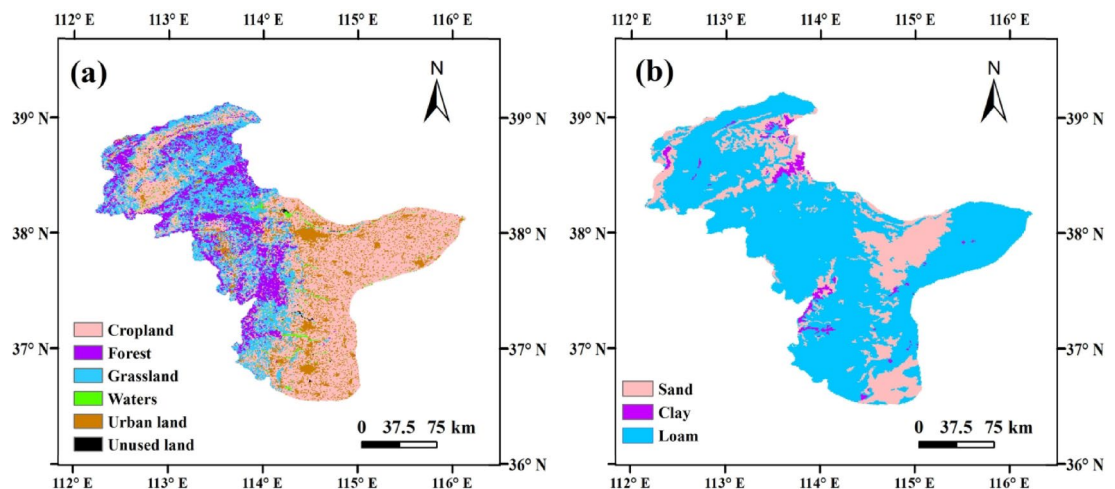 112° E 113° E 114° E 115° E 116° E
112° E 113° E 114° E 115° E 116° E
(a)
N
(b)
N
39° N
39° N
39° N
39° N
38° N
38° N
38° N
38° N
37° N
37° N
37° N
37° N
36° N
36° N
Cropland
Forest
Grassland
Waters
Urban land
Unused land
0 37.5 75 km
Sand
Clay
Loam
0 37.5 75 km
112° E 113° E 114° E 115° E 116° E
112° E 113° E 114° E 115° E 116° E